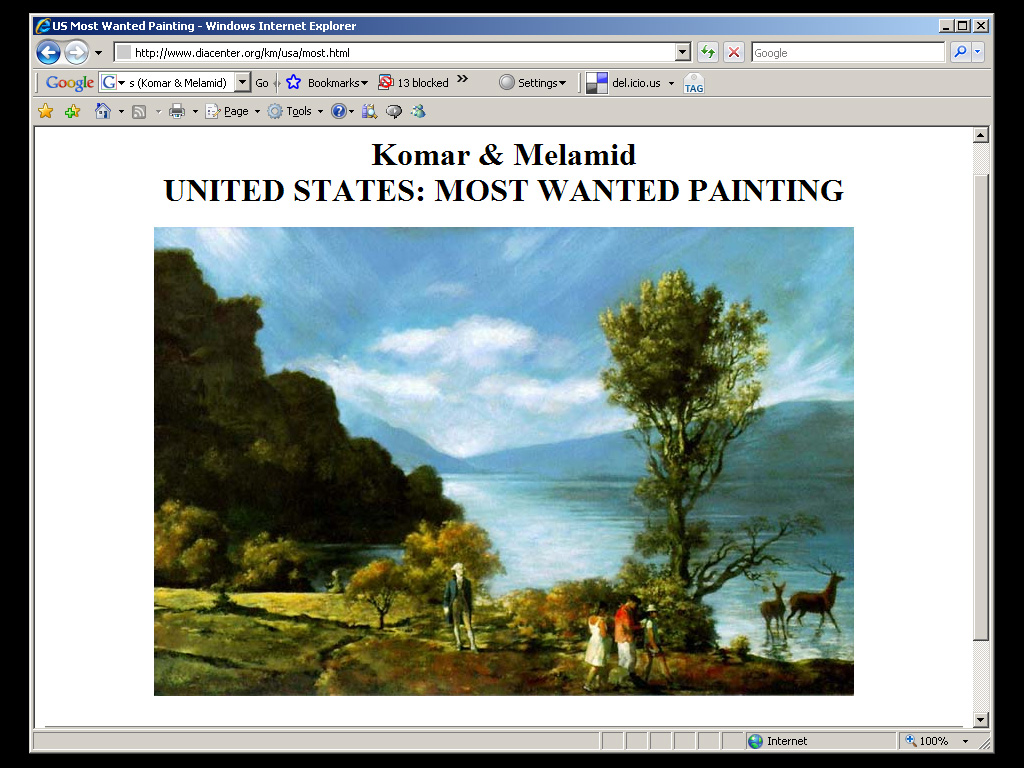 US Most Wanted Painting - Windows Internet Explorer
http://www.diacenter.org/km/usa/most.html
Google
Google
G
s (Komar & Melamid)
Go
Bookmarks
13 blocked
»
Settings
del.icio.us
TAG
Page
Tools
Komar & Melamid
UNITED STATES: MOST WANTED PAINTING
Internet
100%